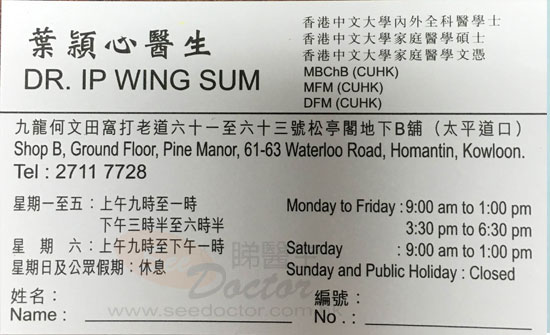 葉頴心醫生
DR. IP WING SUM
香港中文大學內外全科醫學士
香港中文大學家庭醫學碩士
香港中文大學家庭醫學文憑
MBChB (CUHK)
MFM (CUHK)
DFM (CUHK)
九龍何文田窩打老道六十一至六十三號松亭閣地下B舖（太平道口）
Shop B, Ground Floor, Pine Manor, 61-63 Waterloo Road, Homantin, Kowloon.
Tel : 2711 7728
星期一至五：上午九時至一時
下午三時半至六時半
星期六：上午九時至下午一時
星期日及公眾假期：休息
Monday to Friday : 9:00 am to 1:00 pm
3:30 pm to 6:30 pm
Saturday : 9:00 am to 1:00 pm
Sunday and Public Holiday : Closed
姓名：
Name :
編號：
No. :
睇醫生
Doctor
www.seedoctor.com.hk